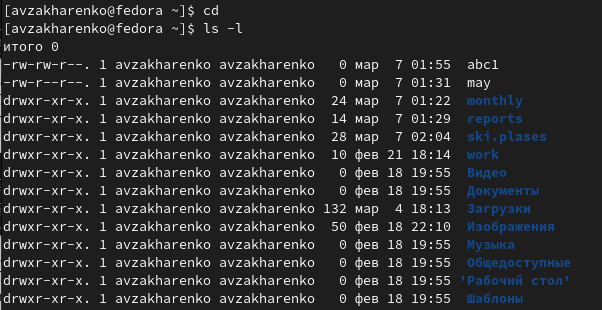 [avzakharenko@fedora ~]$ cd
[avzakharenko@fedora ~]$ ls -l
итого 0
-rw-rw-r--. 1 avzakharenko avzakharenko   0 мар  7 01:55  abc1
-rw-r--r--. 1 avzakharenko avzakharenko   0 мар  7 01:31  may
drwxr-xr-x. 1 avzakharenko avzakharenko  24 мар  7 01:22  monthly
drwxr-xr-x. 1 avzakharenko avzakharenko  14 мар  7 01:29  reports
drwxr-xr-x. 1 avzakharenko avzakharenko  28 мар  7 02:04  ski.plases
drwxr-xr-x. 1 avzakharenko avzakharenko  10 фев 21 18:14  work
drwxr-xr-x. 1 avzakharenko avzakharenko   0 фев 18 19:55  Видео
drwxr-xr-x. 1 avzakharenko avzakharenko   0 фев 18 19:55  Документы
drwxr-xr-x. 1 avzakharenko avzakharenko 132 мар  4 18:13  Загрузки
drwxr-xr-x. 1 avzakharenko avzakharenko  50 фев 18 22:10  Изображения
drwxr-xr-x. 1 avzakharenko avzakharenko   0 фев 18 19:55  Музыка
drwxr-xr-x. 1 avzakharenko avzakharenko   0 фев 18 19:55  Общедоступные
drwxr-xr-x. 1 avzakharenko avzakharenko   0 фев 18 19:55 'Рабочий стол'
drwxr-xr-x. 1 avzakharenko avzakharenko   0 фев 18 19:55  Шаблоны